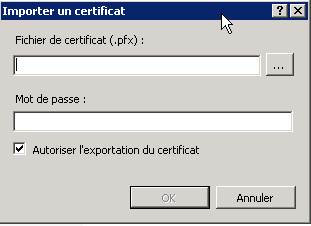 Importer un certificat
Fichier de certificat (.pfx) :
...
Mot de passe :
Autoriser l'exportation du certificat
OK Annuler